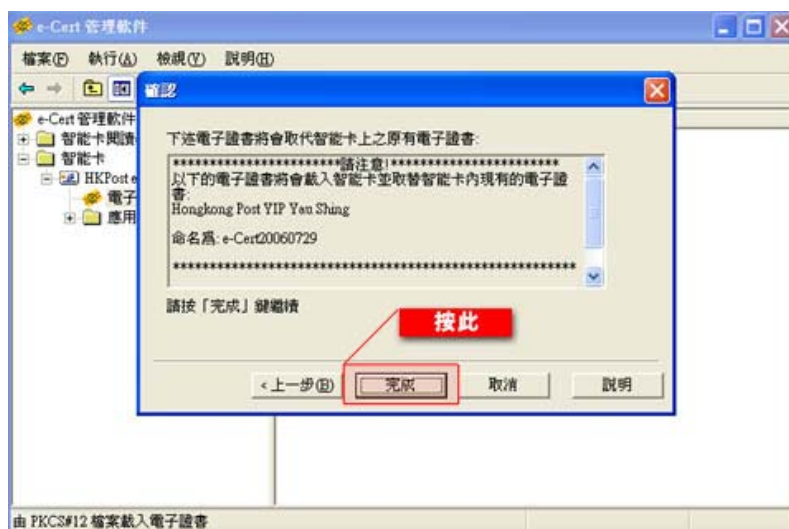 e-Cert 管理軟件
檔案(F) 執行(A) 檢視(V) 説明(H)
e-Cert 管理軟件
智能卡閱讀
智能卡
HKPost e
電子
應用
確認
下述電子證書將會取代智能卡上之原有電子證書:
************************請注意!************************
以下的電子證書將會載入智能卡並取替智能卡內現有的電子證
書:
Hongkong Post YIP Yau Shing
命名爲: e-Cert20060729
**********************************************************
請按「完成」鍵繼續
按此
<上一步(B) 完成 取消 説明
由 PKCS#12 檔案載入電子證書